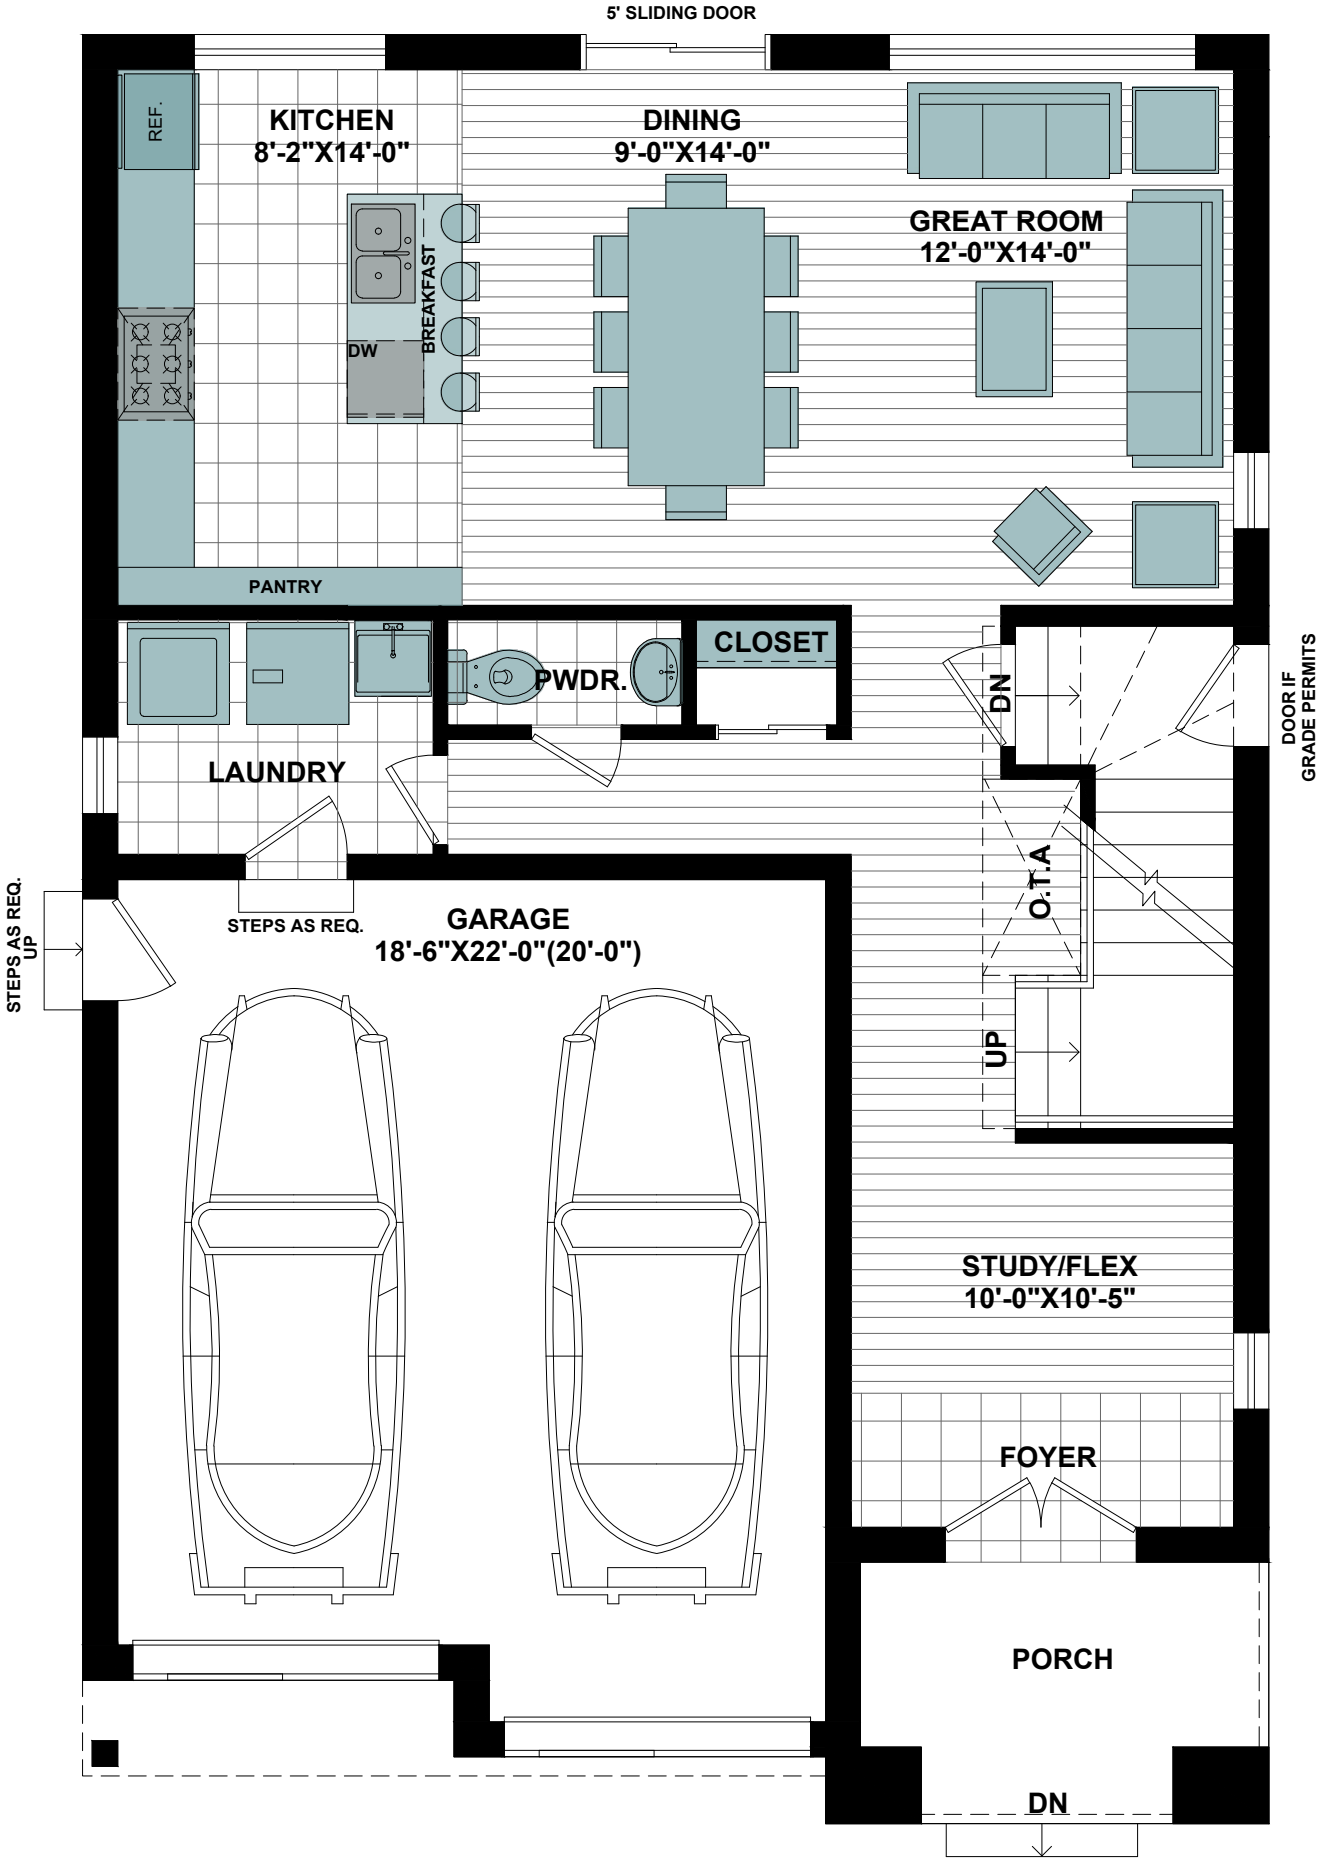 5' SLIDING DOOR
REF.
KITCHEN
8'-2"X14'-0"
DINING
9'-0"X14'-0"
GREAT ROOM
12'-0"X14'-0"
BREAKFAST
DW
PANTRY
CLOSET
PWDR.
LAUNDRY
DN
DOOR IF
GRADE PERMITS
O.T.A
STEPS AS REQ.
UP
STEPS AS REQ.
GARAGE
18'-6"X22'-0"(20'-0")
UP
STUDY/FLEX
10'-0"X10'-5"
FOYER
PORCH
DN